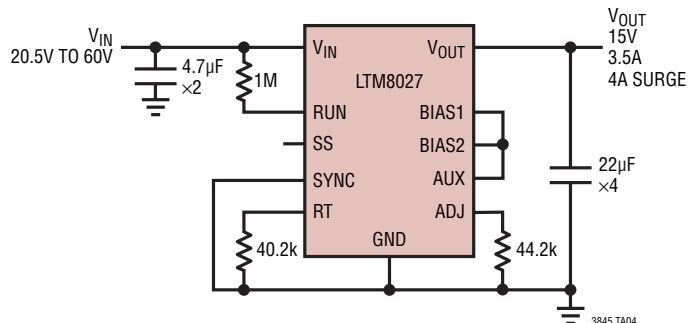 VIN
20.5V TO 60V
4.7µF
×2
1M
VIN
RUN
SS
SYNC
RT
LTM8027
GND
VOUT
BIAS1
BIAS2
AUX
ADJ
VOUT
15V
3.5A
4A SURGE
22µF
×4
40.2k
44.2k
3845 TA04